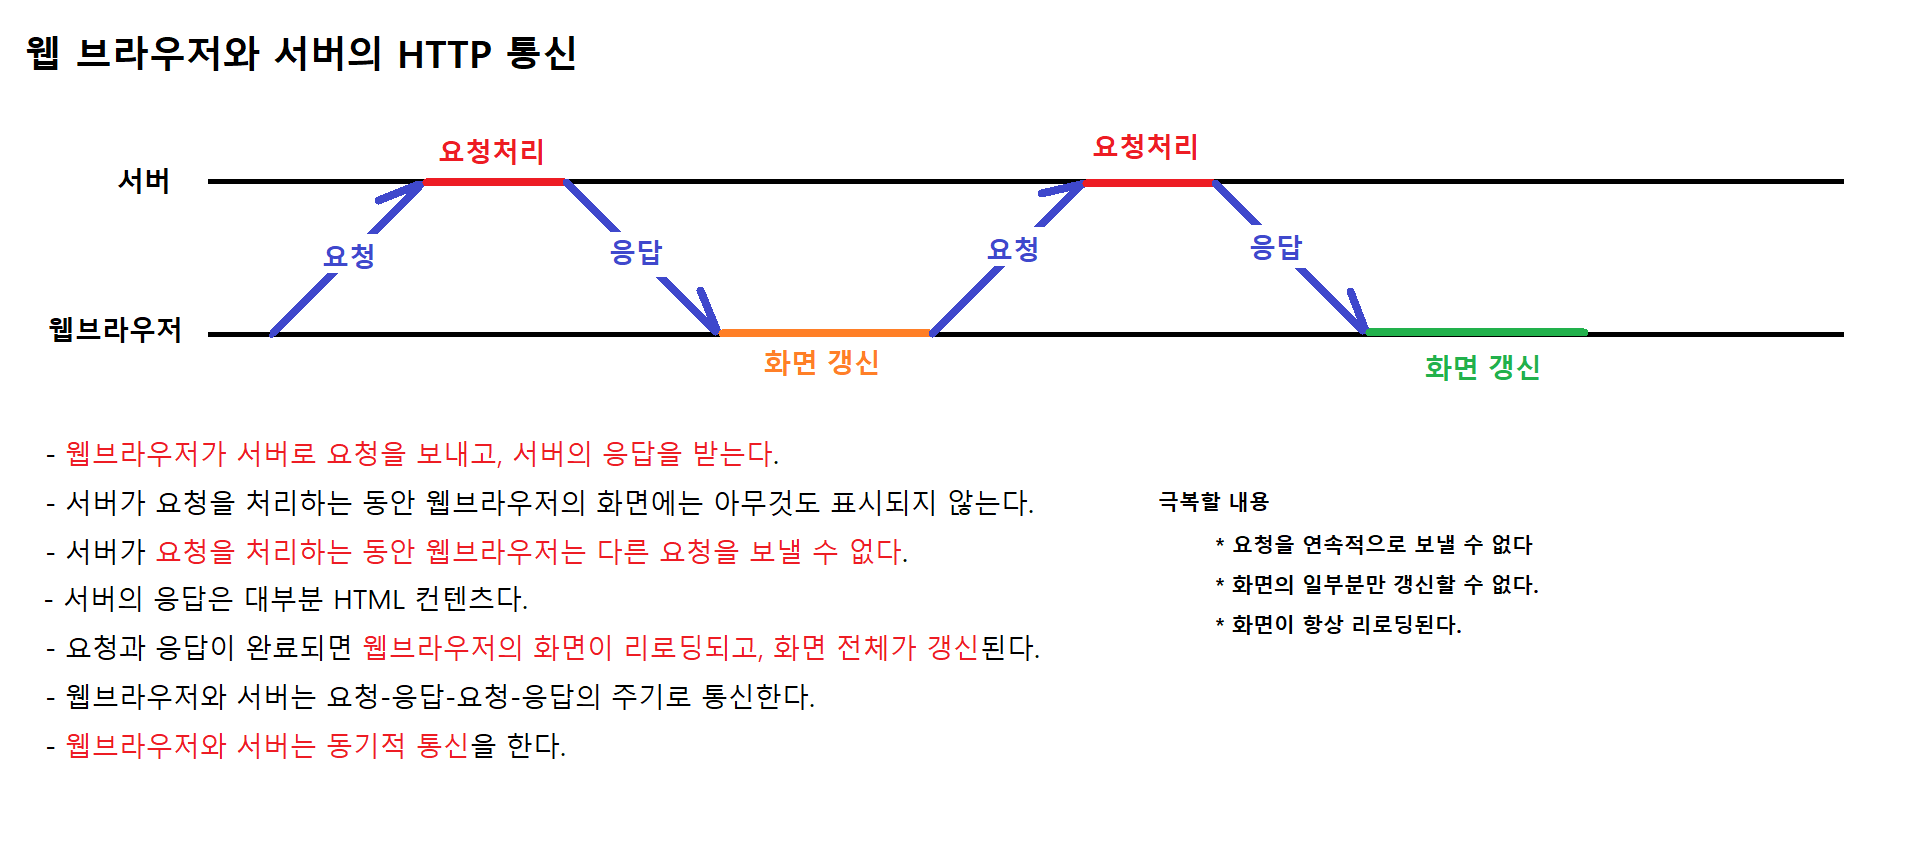 웹 브라우저와 서버의 HTTP 통신
요청처리
요청처리
서버
요청
응답
요청
응답
웹브라우저
화면 갱신
화면 갱신
- 웹브라우저가 서버로 요청을 보내고, 서버의 응답을 받는다.
- 서버가 요청을 처리하는 동안 웹브라우저의 화면에는 아무것도 표시되지 않는다.
- 서버가 요청을 처리하는 동안 웹브라우저는 다른 요청을 보낼 수 없다.
- 서버의 응답은 대부분 HTML 컨텐츠다.
- 요청과 응답이 완료되면 웹브라우저의 화면이 리로딩되고, 화면 전체가 갱신된다.
- 웹브라우저와 서버는 요청-응답-요청-응답의 주기로 통신한다.
- 웹브라우저와 서버는 동기적 통신을 한다.
극복할 내용
* 요청을 연속적으로 보낼 수 없다
* 화면의 일부분만 갱신할 수 없다.
* 화면이 항상 리로딩된다.